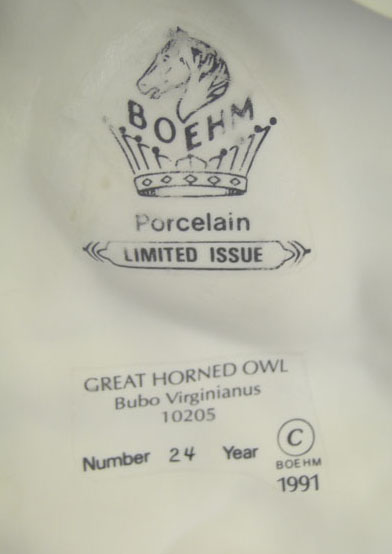 BOEHM
Porcelain
LIMITED ISSUE
GREAT HORNED OWL
Bubo Virginianus
10205
Number 24 Year
© BOEHM
1991